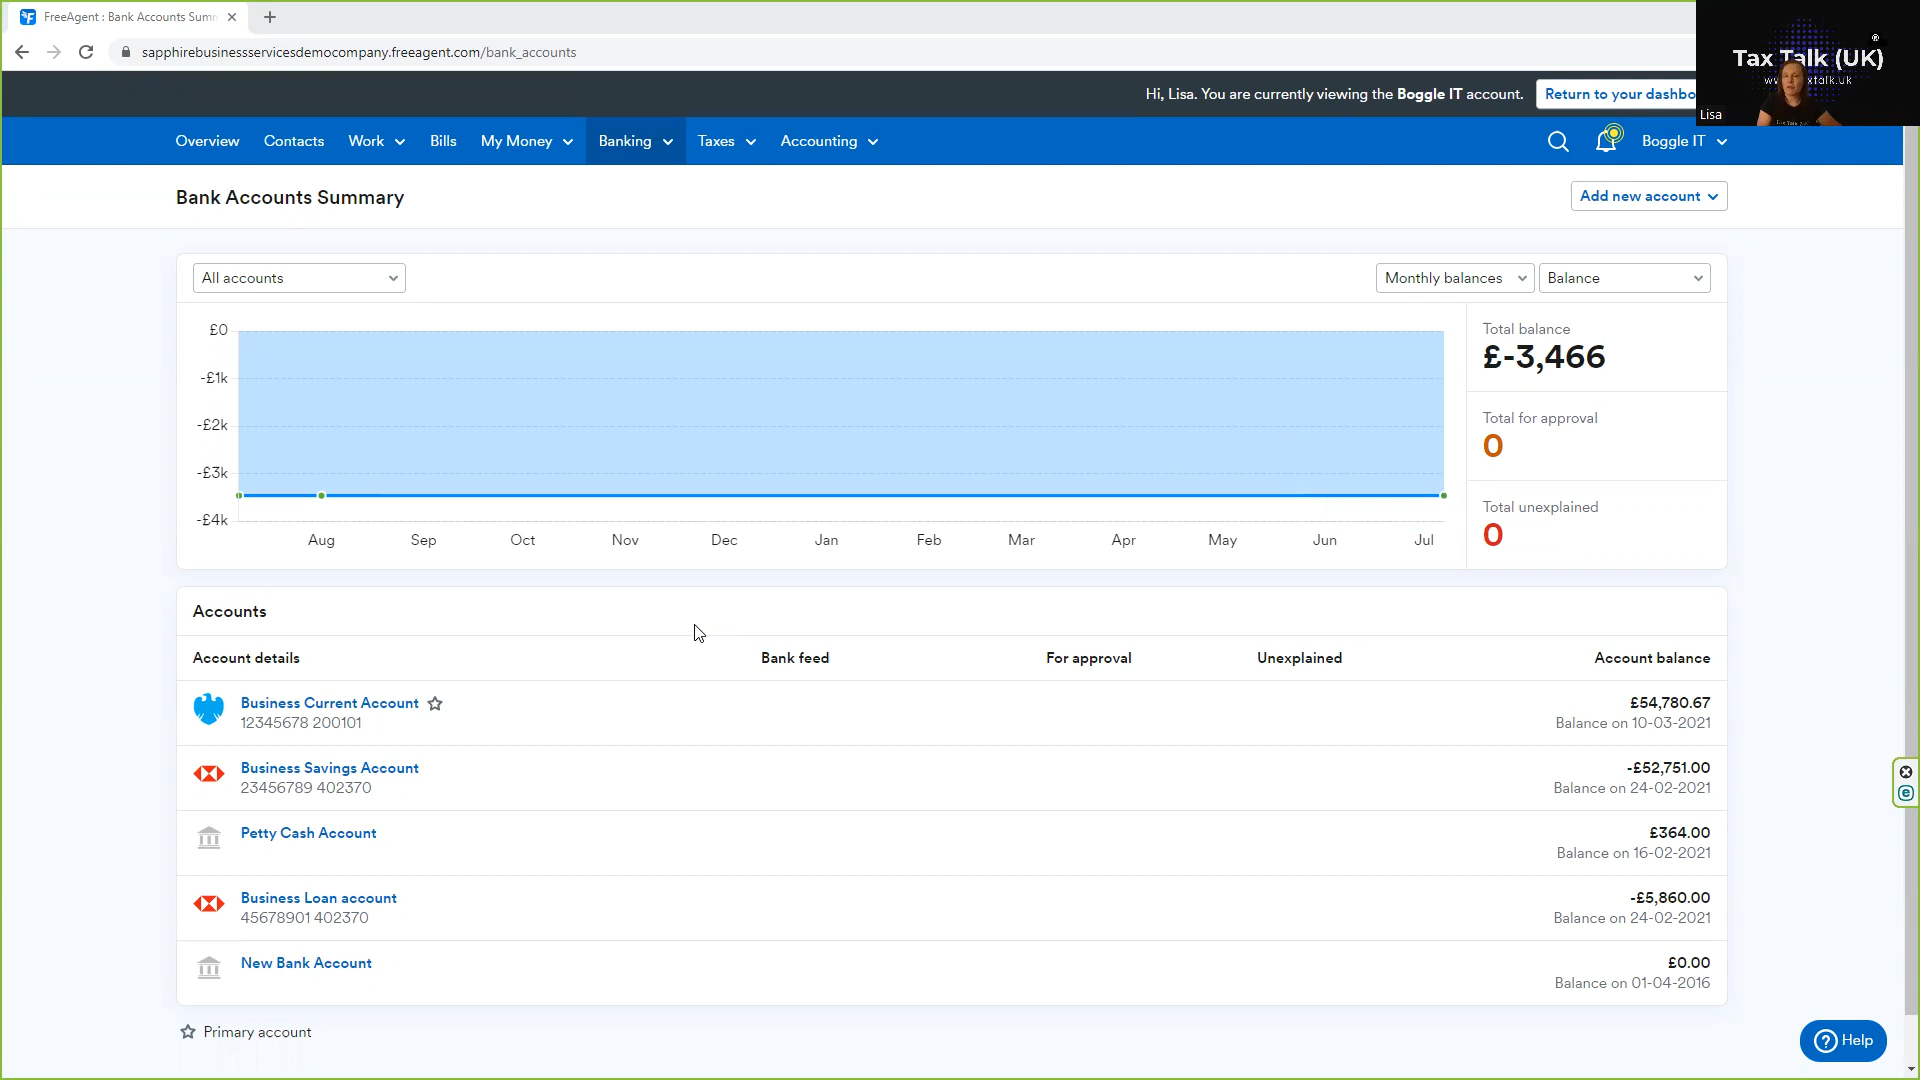 FreeAgent : Bank Accounts Summ
sapphirebusinessservicesdemocompany.freeagent.com/bank_accounts
Tax Talk (UK)®
Lisa
Hi, Lisa. You are currently viewing the Boggle IT account.
Return to your dashbo
Overview
Contacts
Work
Bills
My Money
Banking
Taxes
Accounting
Boggle IT
Bank Accounts Summary
Add new account
All accounts
Monthly balances
Balance
£0
-£1k
-£2k
-£3k
-£4k
Aug
Sep
Oct
Nov
Dec
Jan
Feb
Mar
Apr
May
Jun
Jul
Total balance
£-3,466
Total for approval
0
Total unexplained
0
Accounts
Account details
Bank feed
For approval
Unexplained
Account balance
Business Current Account
12345678 200101
£54,780.67
Balance on 10-03-2021
Business Savings Account
23456789 402370
-£52,751.00
Balance on 24-02-2021
Petty Cash Account
£364.00
Balance on 16-02-2021
Business Loan account
45678901 402370
-£5,860.00
Balance on 24-02-2021
New Bank Account
£0.00
Balance on 01-04-2016
Primary account
Help